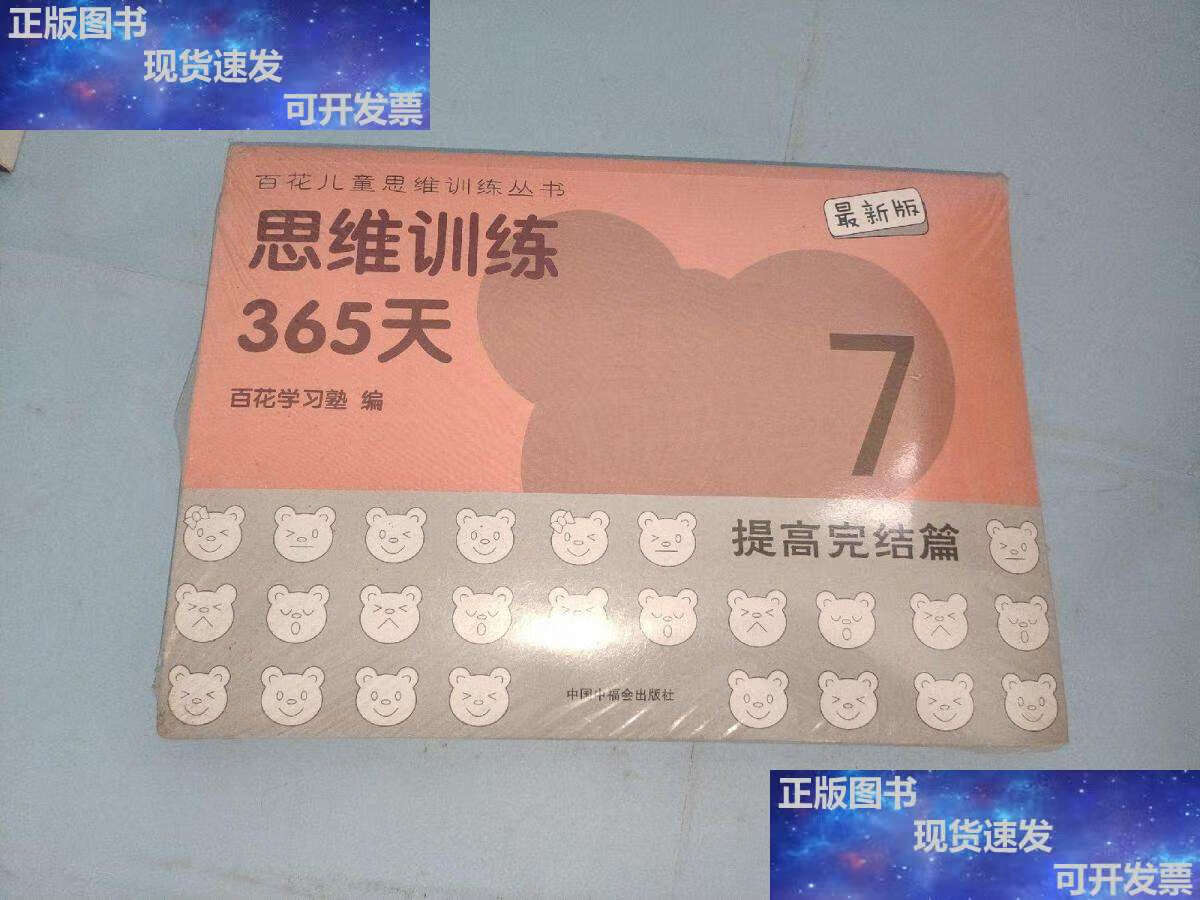 正版图书
现货速发
可开发票
百花儿童思维训练丛书
最新版
思维训练
365天
7
百花学习塾 编
提高完结篇
中国中福会出版社
正版图书
现货速发
可开发票